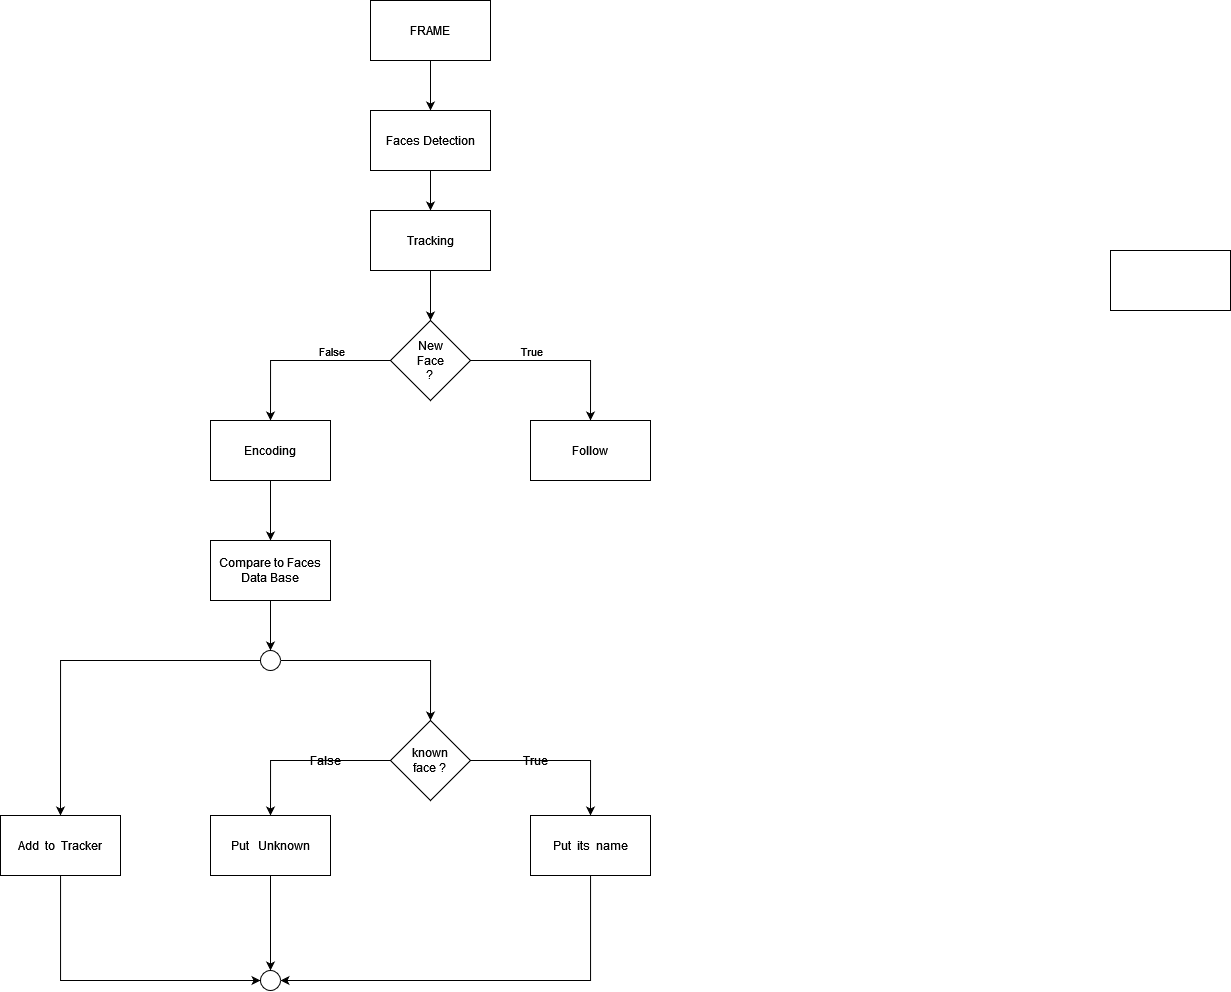 FRAME
Faces Detection
Tracking
New
Face
?
False
True
Encoding
Follow
Compare to Faces
Data Base
known
face ?
False
True
Add to Tracker
Put Unknown
Put its name